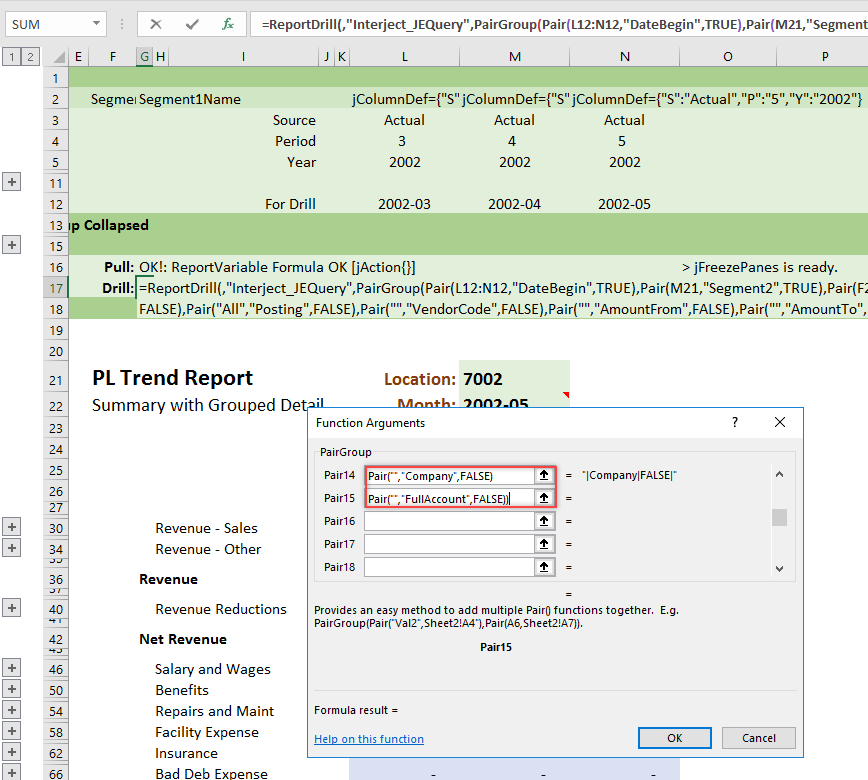 SUM
=ReportDrill(,"Interject_JEQuery",PairGroup(Pair(L12:N12,"DateBegin",TRUE),Pair(M21,"Segment
1 2 E F G H I J K L M N O P
1
2 Segme Segment1Name jColumnDef={"S" jColumnDef={"S" jColumnDef={"S":"Actual","P":"5","Y":"2002"}
3 Source Actual Actual Actual
4 Period 3 4 5
5 Year 2002 2002 2002
11
12 For Drill 2002-03 2002-04 2002-05
13 up Collapsed
15
16 Pull: OK!: ReportVariable Formula OK [jAction{}] > jFreezePanes is ready.
17 Drill: =ReportDrill(,"Interject_JEQuery",PairGroup(Pair(L12:N12,"DateBegin",TRUE),Pair(M21,"Segment2",TRUE),Pair(F2
18 FALSE),Pair("All","Posting",FALSE),Pair("","VendorCode",FALSE),Pair("","AmountFrom",FALSE),Pair("","AmountTo",
19
20
21 PL Trend Report Location: 7002
22 Summary with Grouped Detail Month: 2002-05
23
24
25
26
27
30 Revenue - Sales
34 Revenue - Other
35
36 Revenue
37
40 Revenue Reductions
41
42 Net Revenue
45
46 Salary and Wages
50 Benefits
54 Repairs and Maint
58 Facility Expense
62 Insurance
66 Bad Deb Expense - - -
Function Arguments ?
PairGroup
Pair14 Pair("","Company",FALSE) = "|Company|FALSE|"
Pair15 Pair("","FullAccount",FALSE)) =
Pair16 =
Pair17 =
Pair18 =
=
Provides an easy method to add multiple Pair() functions together. E.g.
PairGroup(Pair("Val2",Sheet2!A4"),Pair(A6,Sheet2!A7)).
Pair15
Formula result =
Help on this function OK Cancel